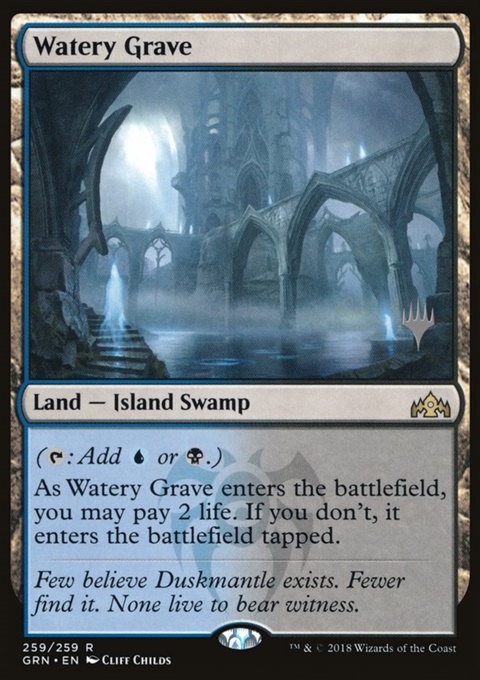 Watery Grave
Land — Island Swamp
(: Add or .)
As Watery Grave enters the battlefield,
you may pay 2 life. If you don't, it
enters the battlefield tapped.
Few believe Duskmantle exists. Fewer
find it. None live to bear witness.
259/259 R
GRN • EN Cliff Childs
™ & © 2018 Wizards of the Coast